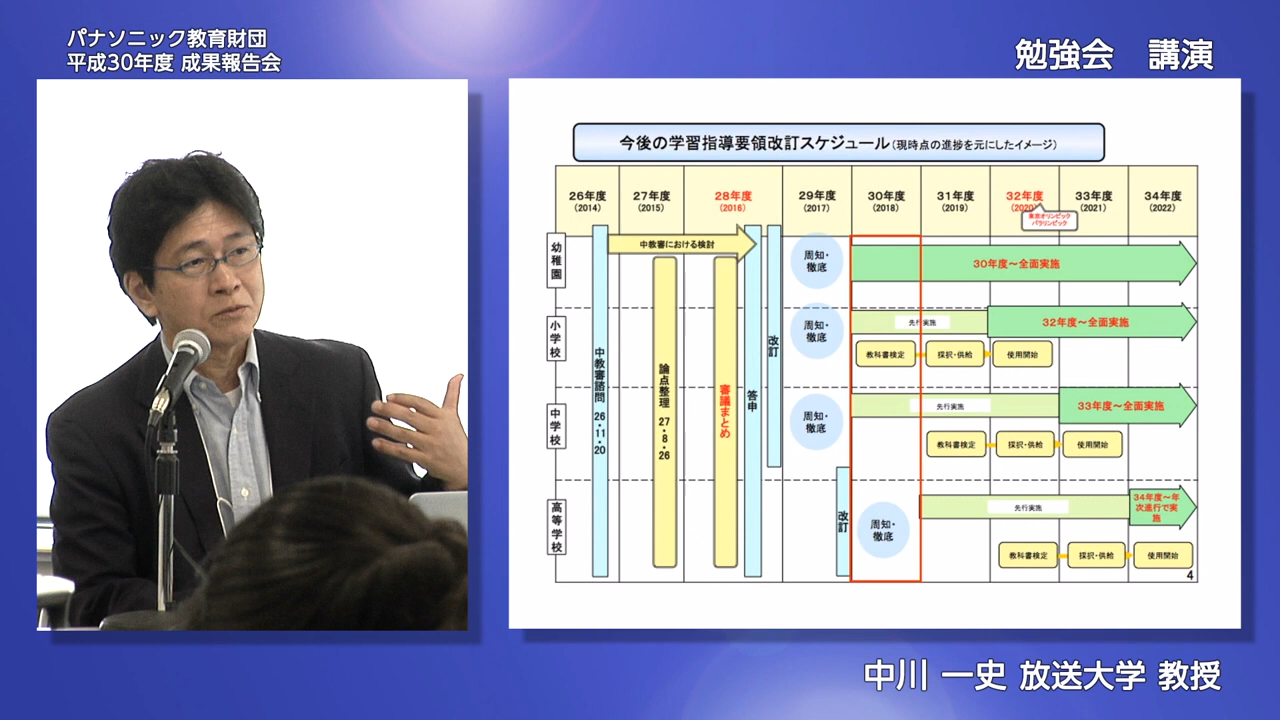 パナソニック教育財団
平成30年度 成果報告会
勉強会　講演
今後の学習指導要領改訂スケジュール(現時点の進捗を元にしたイメージ)
26年度 27年度 28年度 29年度 30年度 31年度 32年度 33年度 34年度
(2014) (2015) (2016) (2017) (2018) (2019) (2020) (2021) (2022)
東京オリンピック
パラリンピック
幼稚園
小学校
中学校
高等学校
中教審諮問 26・11・20
中教審における検討
論点整理 27・8・26
審議まとめ
答申
改訂
改訂
周知・
徹底
30年度～全面実施
周知・
徹底
先行実施
32年度～全面実施
教科書検定 採択・供給 使用開始
周知・
徹底
先行実施
33年度～全面実施
教科書検定 採択・供給 使用開始
周知・
徹底
先行実施
34年度～年
次進行で実
施
教科書検定 採択・供給 使用開始
4
中川 一史 放送大学 教授